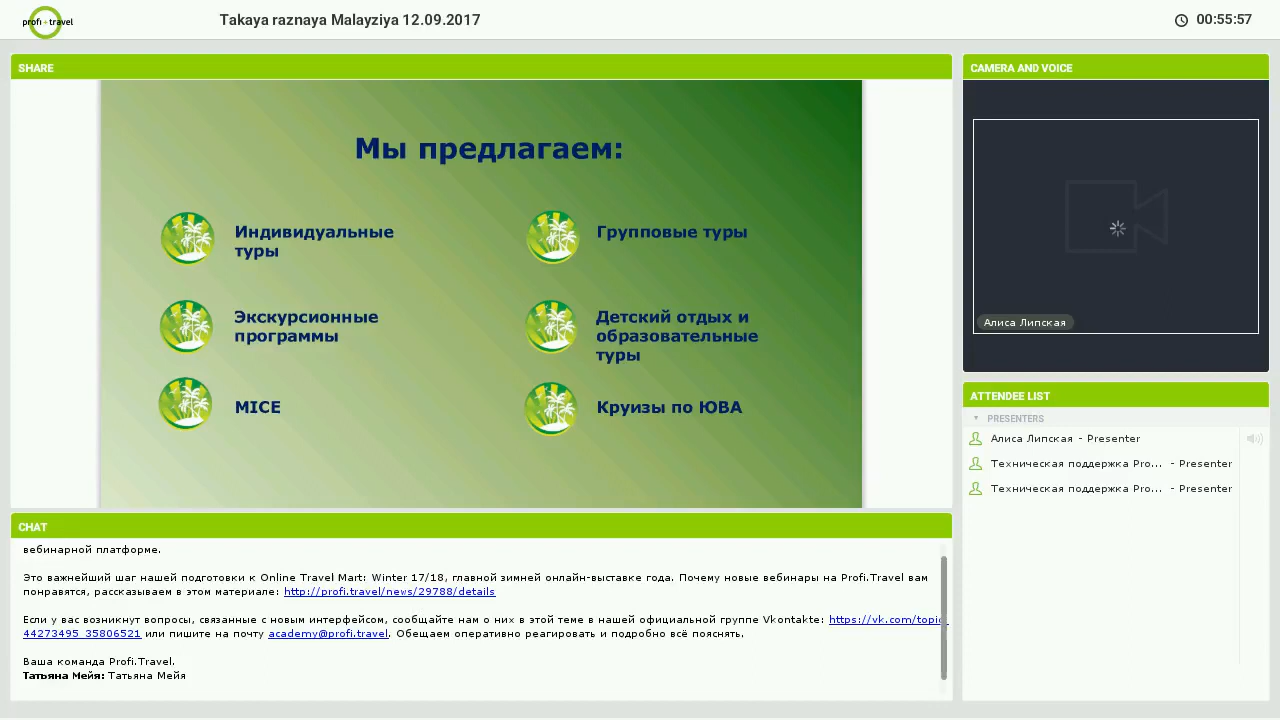 profi travel
Takaya raznaya Malayziya 12.09.2017
00:55:57
SHARE
Мы предлагаем:
Индивидуальные
туры
Групповые туры
Экскурсионные
программы
Детский отдых и
образовательные
туры
MICE
Круизы по ЮВА
CAMERA AND VOICE
Алиса Липская
ATTENDEE LIST
PRESENTERS
Алиса Липская - Presenter
Техническая поддержка Pro... - Presenter
Техническая поддержка Pro... - Presenter
CHAT
вебинарной платформе.
Это важнейший шаг нашей подготовки к Online Travel Mart: Winter 17/18, главной зимней онлайн-выставке года. Почему новые вебинары на Profi.Travel вам
понравятся, рассказываем в этом материале: http://profi.travel/news/29788/details
Если у вас возникнут вопросы, связанные с новым интерфейсом, сообщайте нам о них в этой теме в нашей официальной группе Vkontakte: https://vk.com/topic-
44273495_35806521 или пишите на почту academy@profi.travel. Обещаем оперативно реагировать и подробно всё пояснять.
Ваша команда Profi.Travel.
Татьяна Мейя: Татьяна Мейя